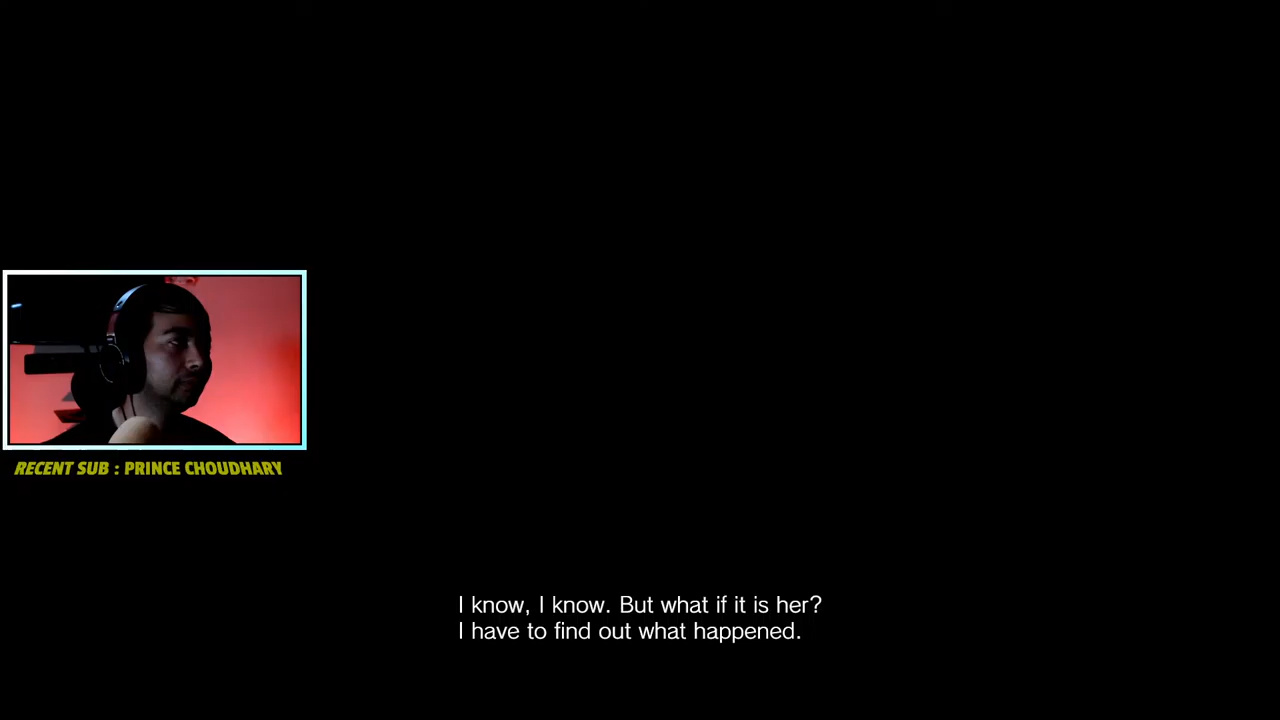 RECENT SUB : PRINCE CHOUDHARY
I know, I know. But what if it is her?
I have to find out what happened.